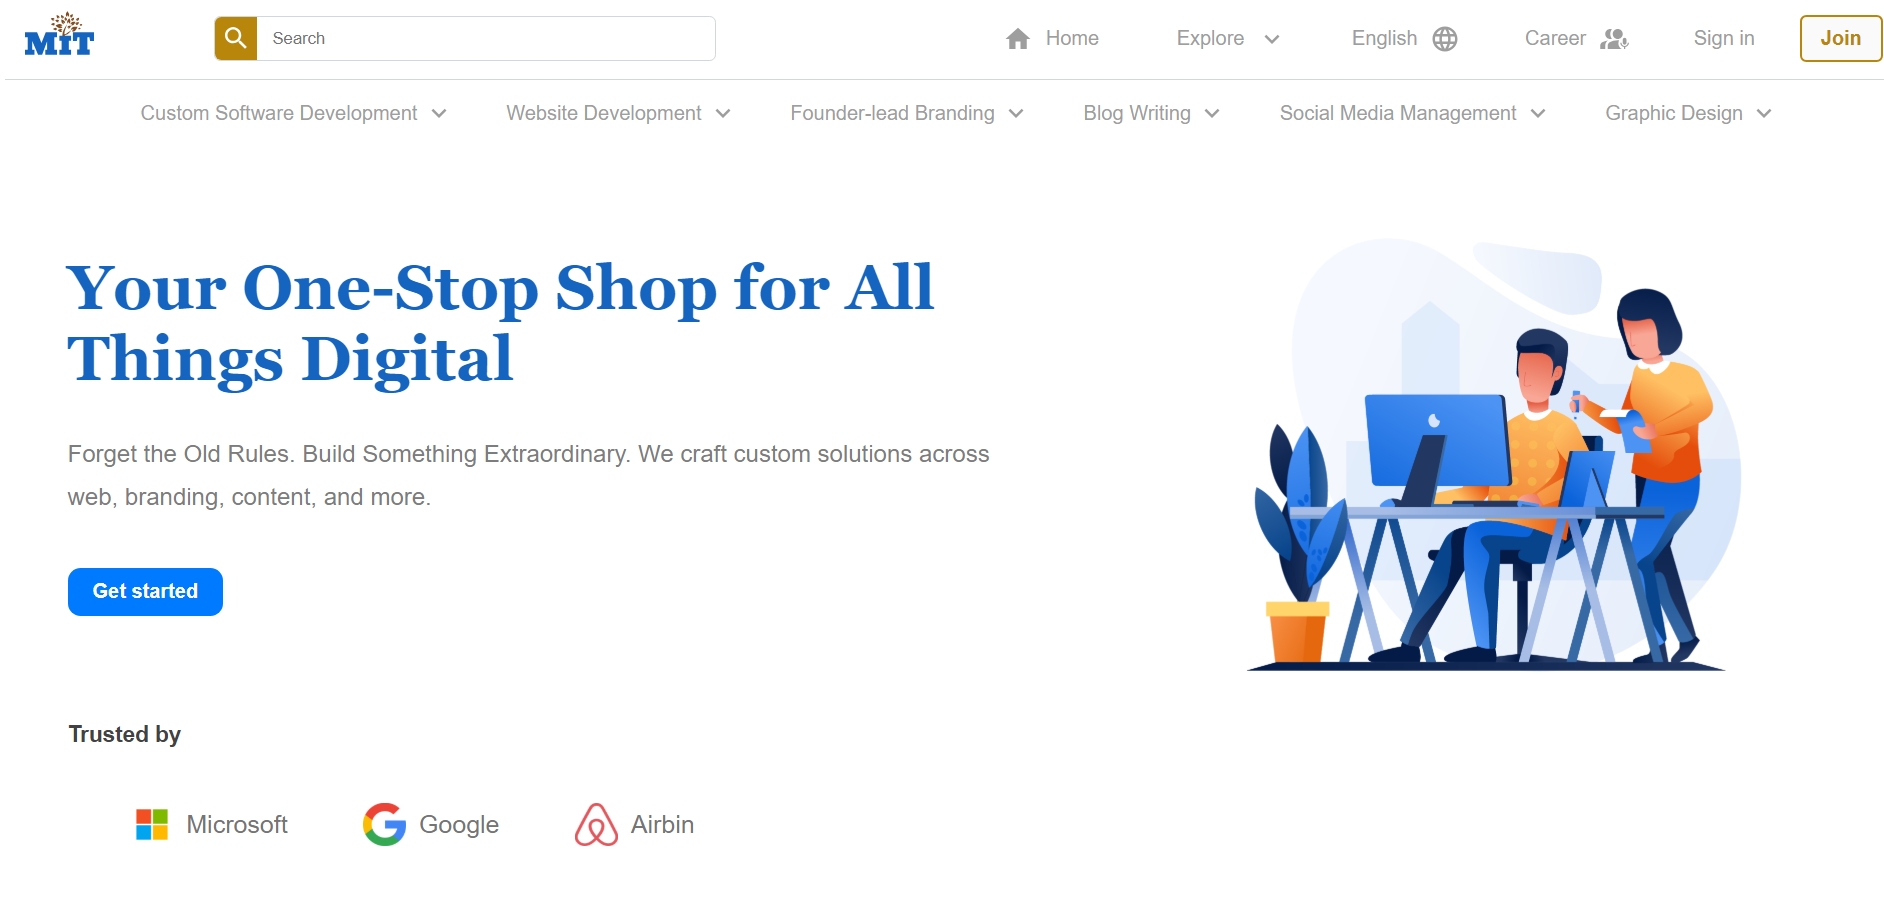 MiT
Search
Home
Explore
English
Career
Sign in
Join
Custom Software Development
Website Development
Founder-lead Branding
Blog Writing
Social Media Management
Graphic Design
Your One-Stop Shop for All
Things Digital
Forget the Old Rules. Build Something Extraordinary. We craft custom solutions across
web, branding, content, and more.
Get started
Trusted by
Microsoft
Google
Airbin